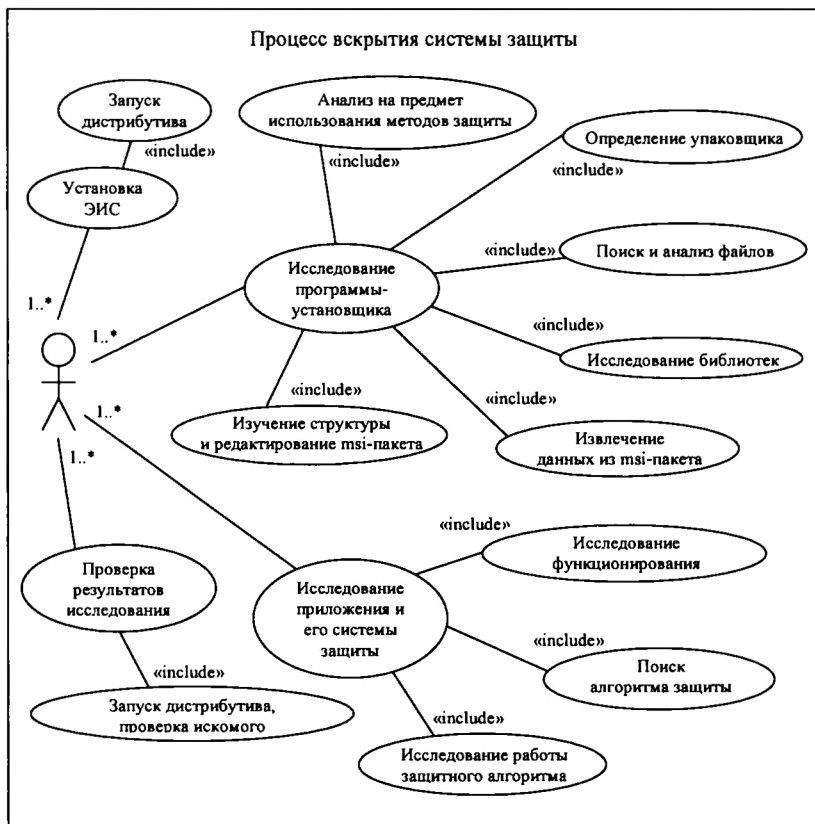 Процесс вскрытия системы защиты
Запуск
дистрибутива
«include»
Установка
ЭИС
1..*
Анализ на предмет
использования методов защиты
«include»
Определение упаковщика
«include»
Поиск и анализ файлов
«include»
Исследование
программы-
установщика
1..*
«include»
Исследование библиотек
«include»
Изучение структуры
и редактирование msi-пакета
«include»
Извлечение
данных из msi-пакета
1..*
1..*
«include»
Исследование
функционирования
Проверка
результатов
исследования
Исследование
приложения и
его системы
защиты
«include»
Поиск
алгоритма защиты
«include»
Запуск дистрибутива,
проверка искомого
«include»
Исследование работы
защитного алгоритма